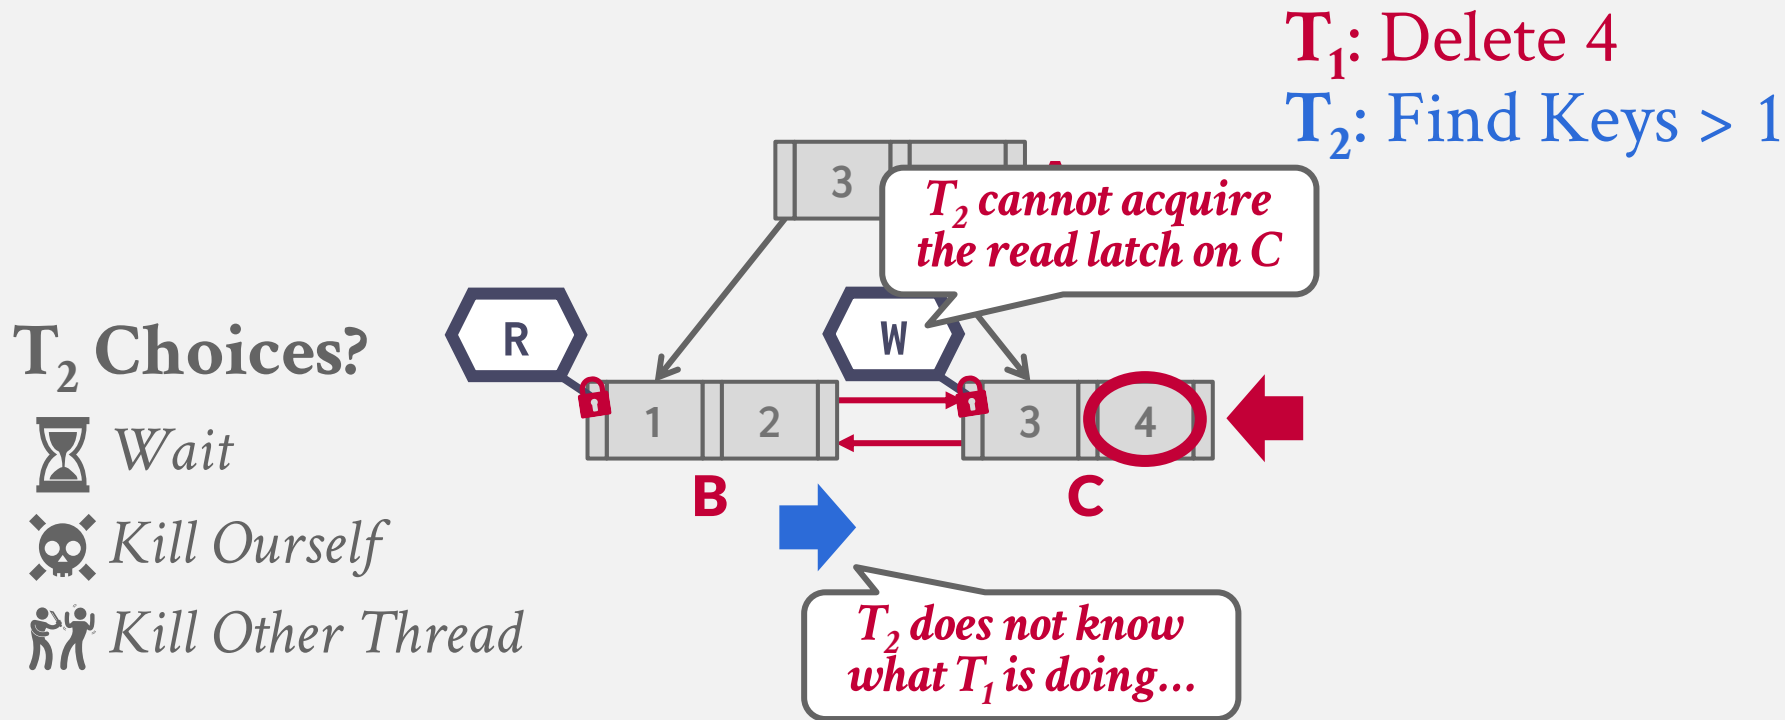 T1: Delete 4
T2: Find Keys > 1
3
T2 cannot acquire
the read latch on C
R
W
T2 Choices?
1 2
3 4
Wait
B
C
Kill Ourself
Kill Other Thread
T2 does not know
what T1 is doing...